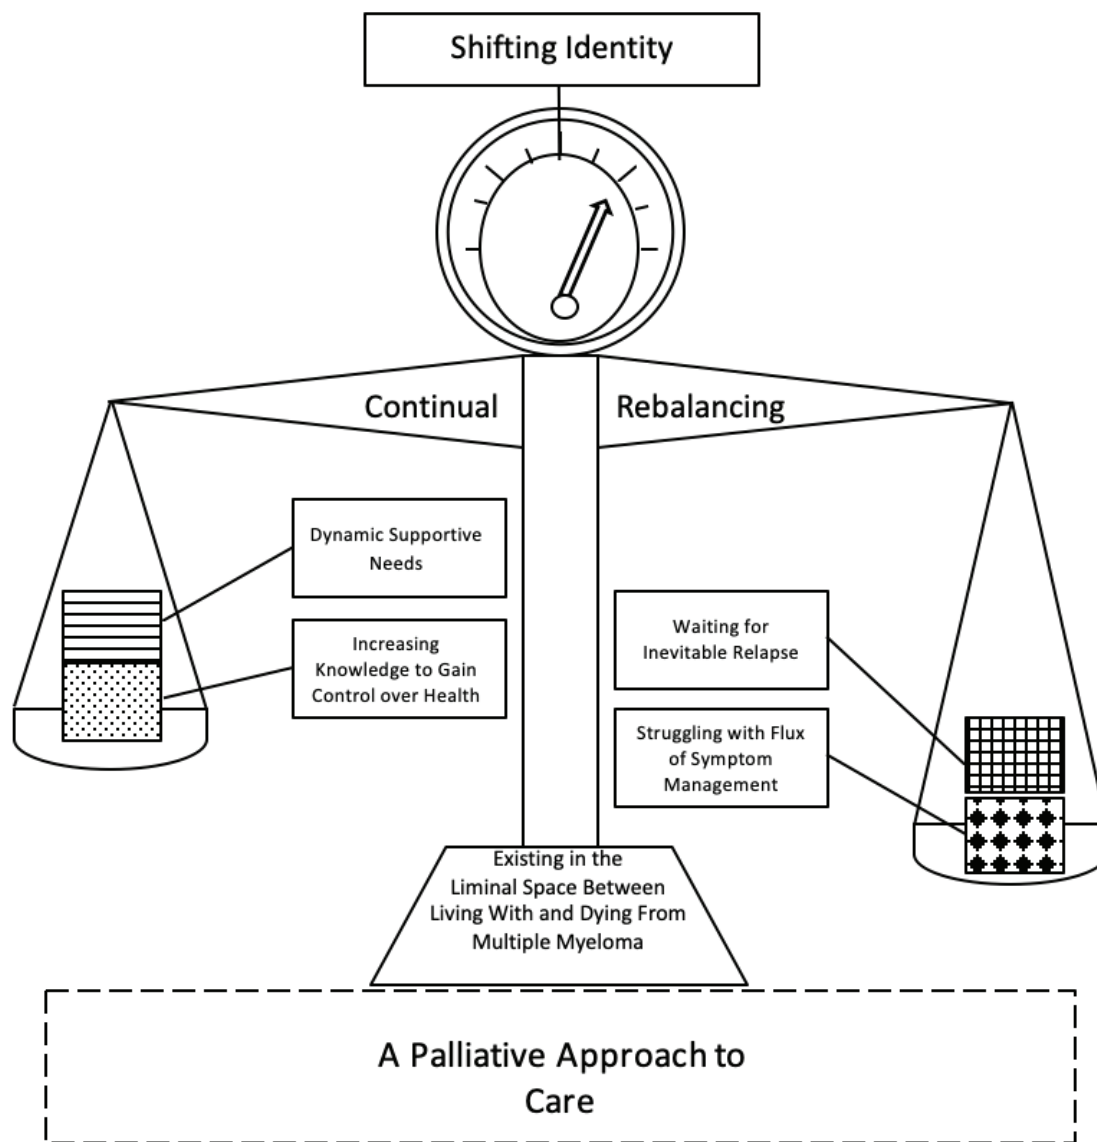 Shifting Identity
Continual Rebalancing
Dynamic Supportive
Needs
Increasing
Knowledge to Gain
Control over Health
Waiting for
Inevitable Relapse
Struggling with Flux
of Symptom
Management
Existing in the
Liminal Space Between
Living With and Dying From
Multiple Myeloma
A Palliative Approach to
Care